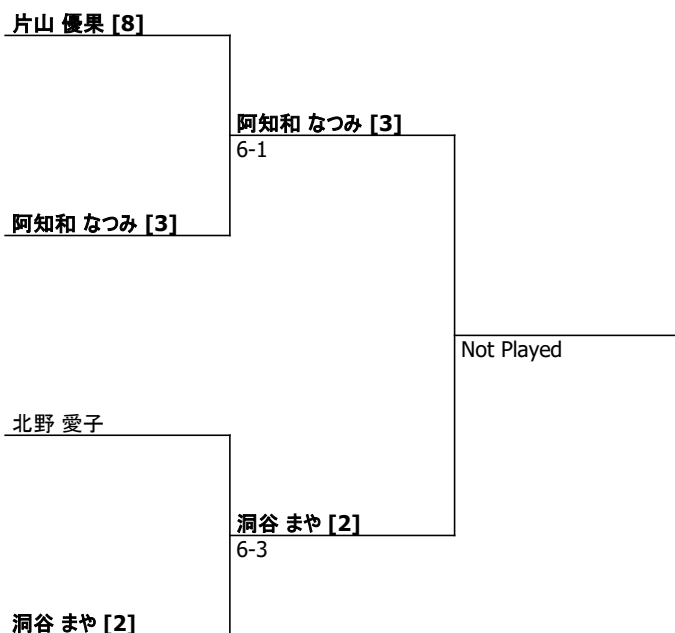 片山 優果 [8]
阿知和 なつみ [3]
6-1
阿知和 なつみ [3]
Not Played
北野 愛子
洞谷 まや [2]
6-3
洞谷 まや [2]